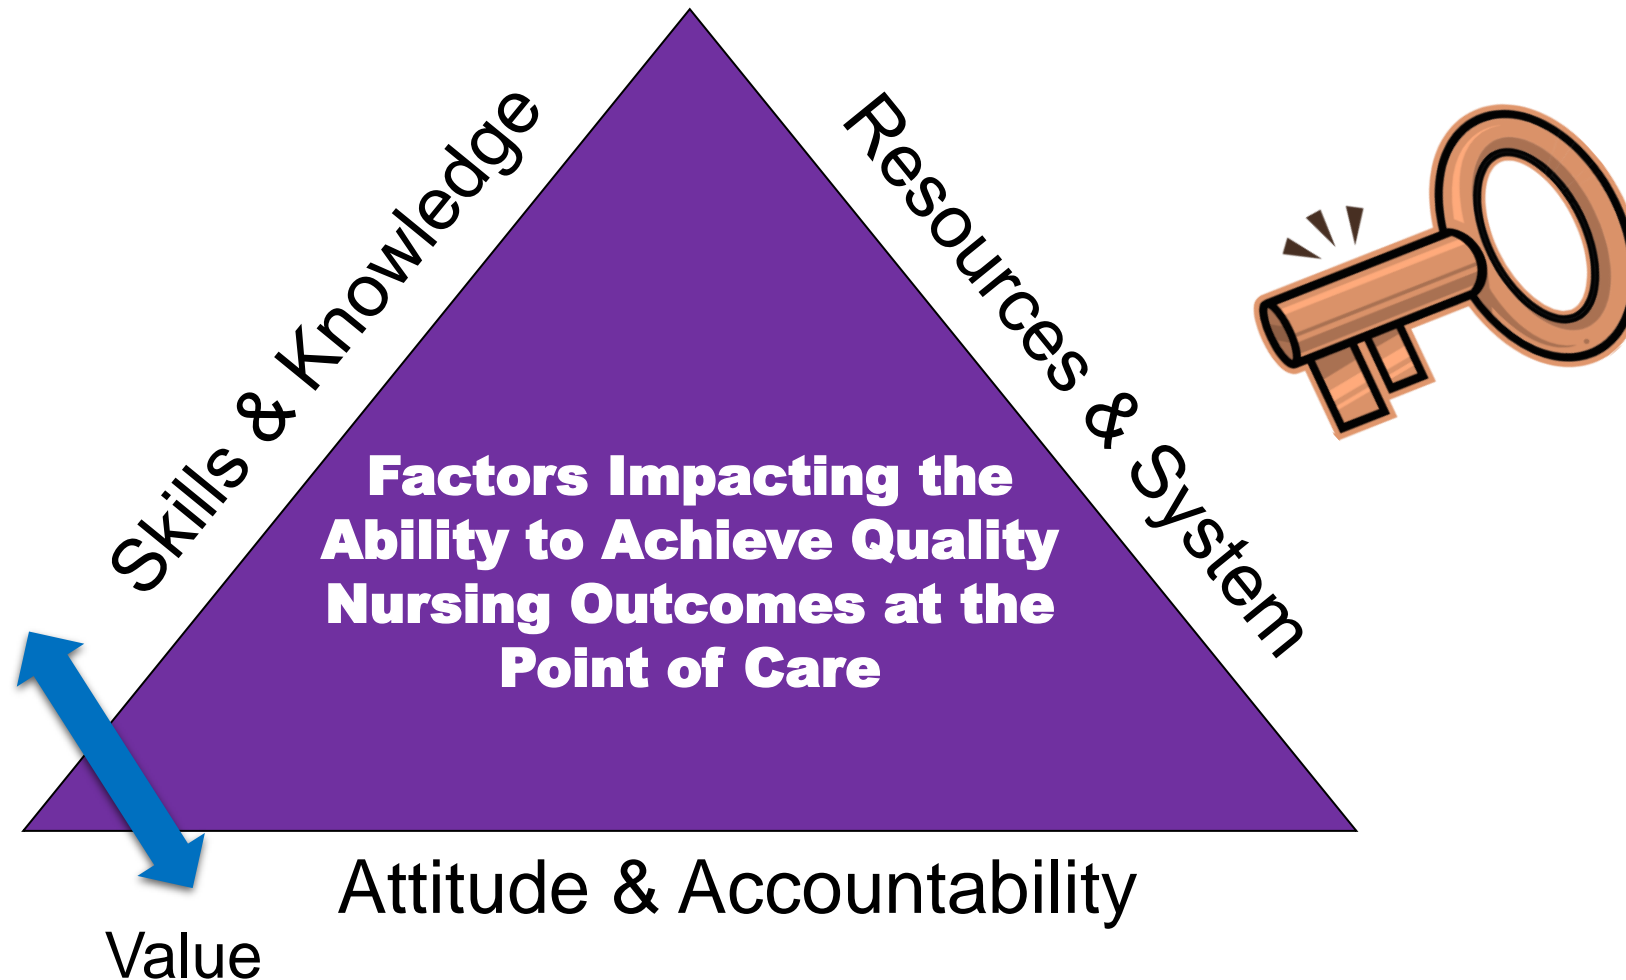 Skills & Knowledge
Resources & System
Factors Impacting the
Ability to Achieve Quality
Nursing Outcomes at the
Point of Care
Attitude & Accountability
Value